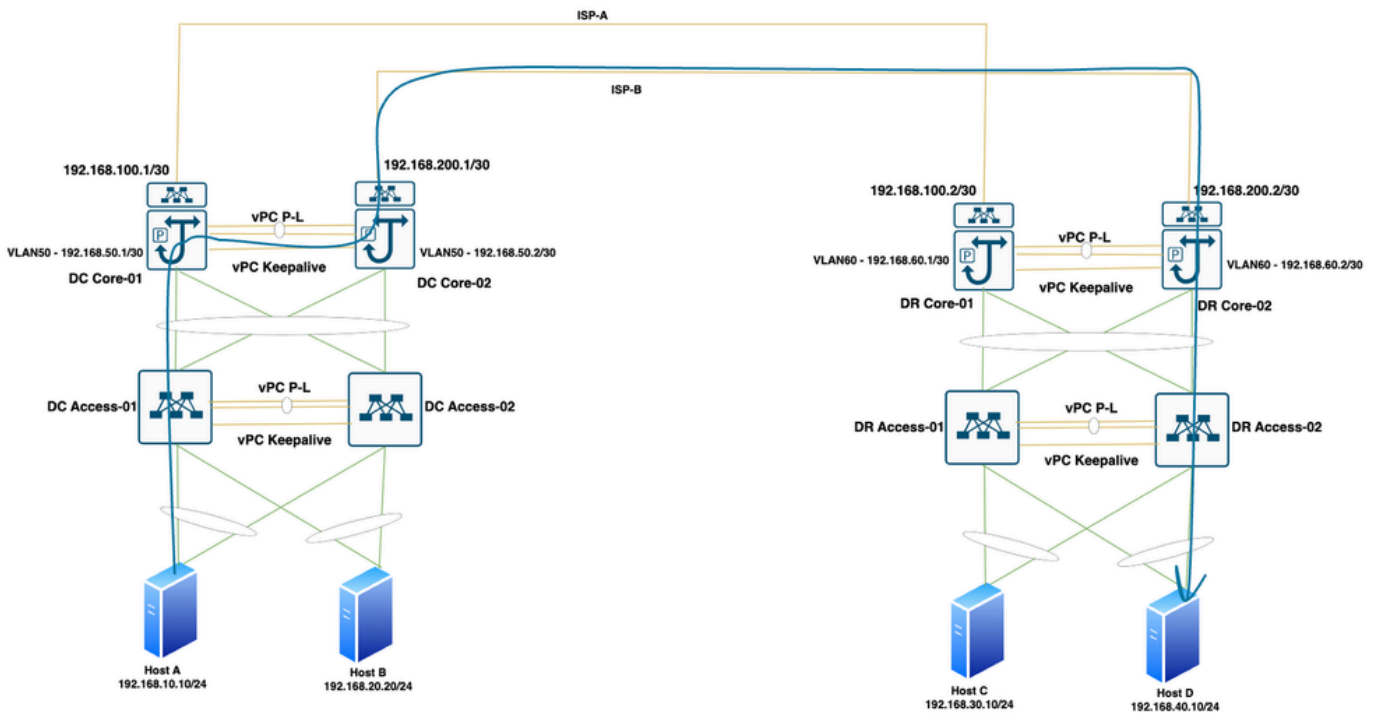 ISP-A
ISP-B
192.168.100.1/30
192.168.200.1/30
192.168.100.2/30
192.168.200.2/30
vPC P-L
P
P
VLAN50 - 192.168.50.1/30
VLAN50 - 192.168.50.2/30
vPC Keepalive
DC Core-01
DC Core-02
vPC P-L
P
P
VLAN60 - 192.168.60.1/30
VLAN60 - 192.168.60.2/30
vPC Keepalive
DR Core-01
DR Core-02
vPC P-L
DC Access-01
DC Access-02
vPC Keepalive
vPC P-L
DR Access-01
DR Access-02
vPC Keepalive
Host A
192.168.10.10/24
Host B
192.168.20.20/24
Host C
192.168.30.10/24
Host D
192.168.40.10/24